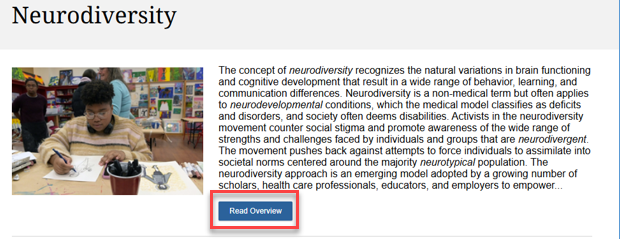 Neurodiversity
The concept of neurodiversity recognizes the natural variations in brain functioning
and cognitive development that result in a wide range of behavior, learning, and
communication differences. Neurodiversity is a non-medical term but often applies
to neurodevelopmental conditions, which the medical model classifies as deficits
and disorders, and society often deems disabilities. Activists in the neurodiversity
movement counter social stigma and promote awareness of the wide range of
strengths and challenges faced by individuals and groups that are neurodivergent.
The movement pushes back against attempts to force individuals to assimilate into
societal norms centered around the majority neurotypical population. The
neurodiversity approach is an emerging model adopted by a growing number of
scholars, health care professionals, educators, and employers to empower...
Read Overview